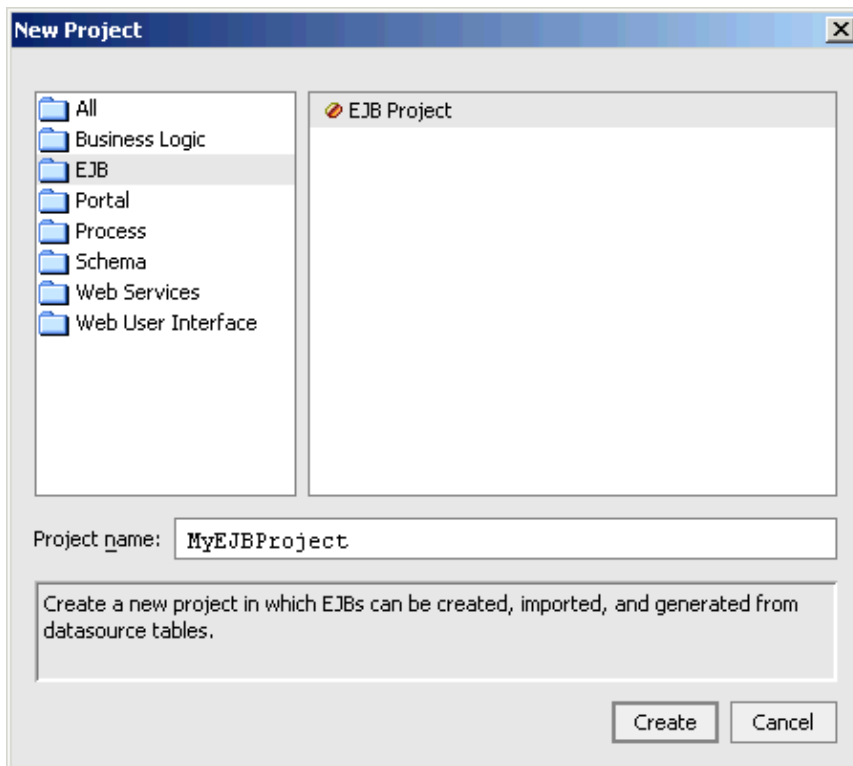 New Project
All
Business Logic
EJB
Portal
Process
Schema
Web Services
Web User Interface
EJB Project
Project name: MyEJBProject
Create a new project in which EJBs can be created, imported, and generated from
datasource tables.
Create Cancel